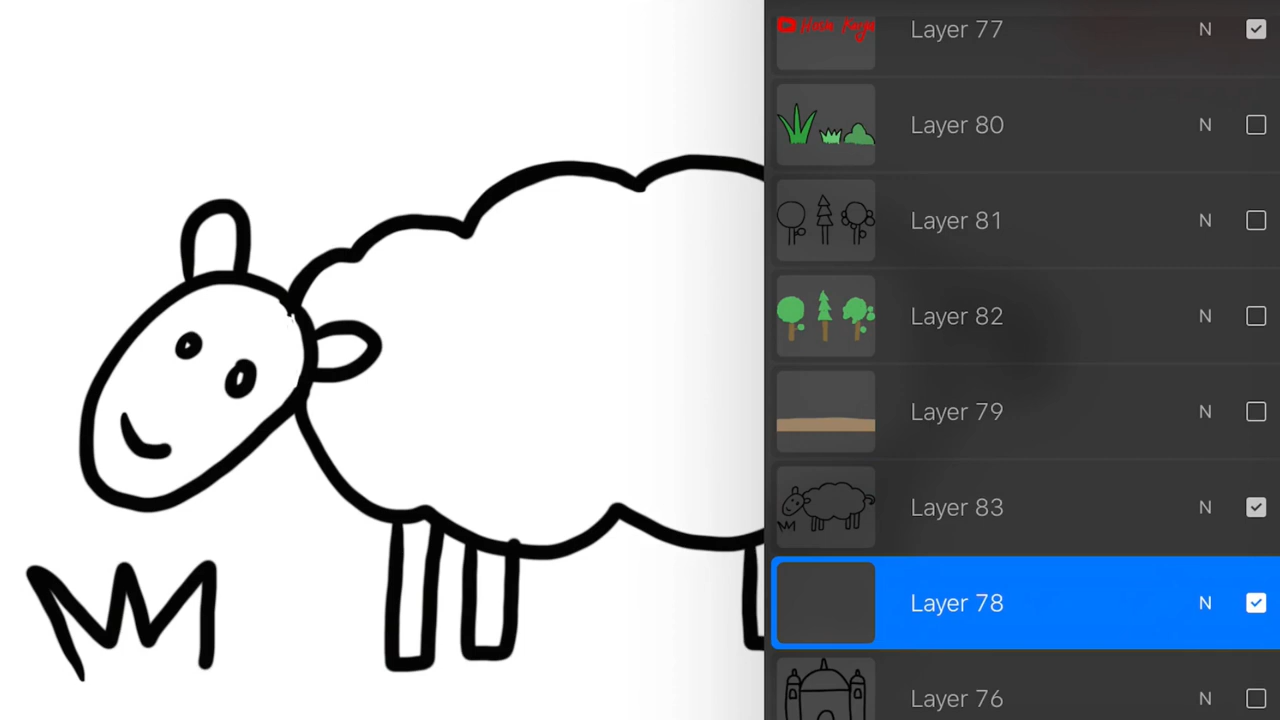 Layer 77 N
Layer 80 N
Layer 81 N
Layer 82 N
Layer 79 N
Layer 83 N
Layer 78 N
Layer 76 N